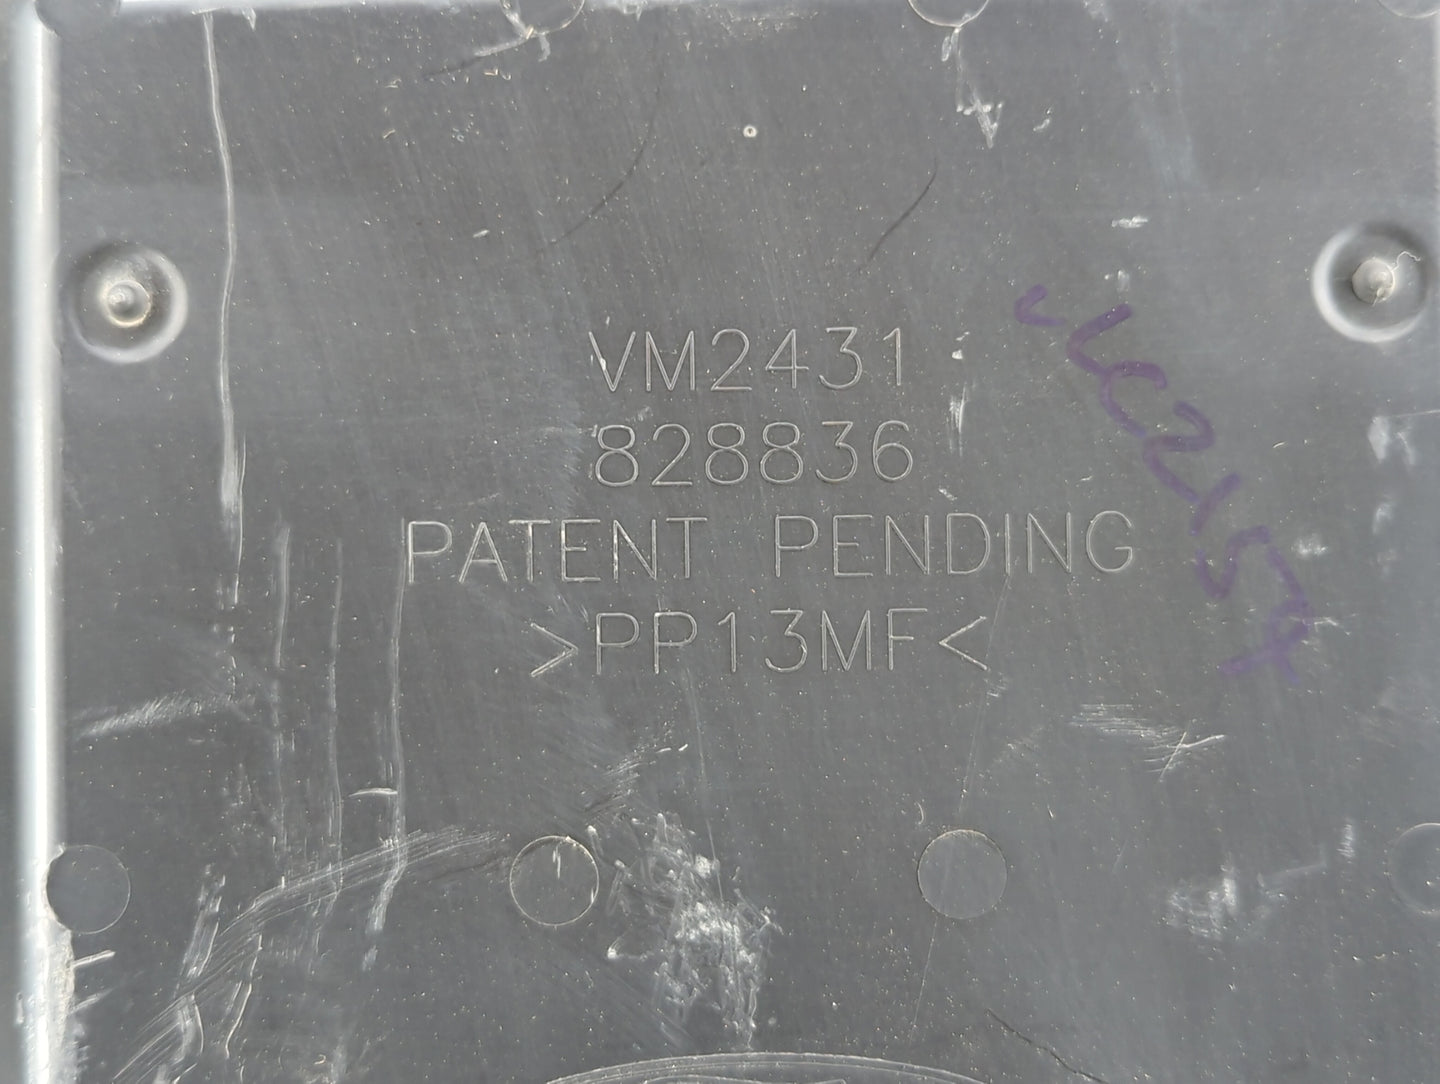 VM2431
828836
PATENT PENDING
>PP13MF<